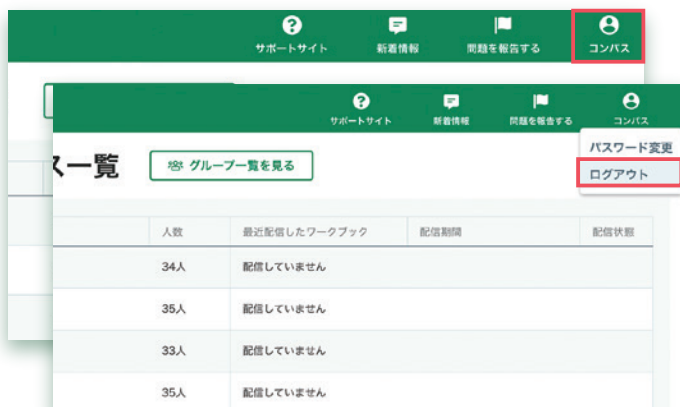 サポートサイト 新着情報 問題を報告する コンパス
サポートサイト 新着情報 問題を報告する コンパス
パスワード変更
ログアウト
ス一覧 グループ一覧を見る
人数 最近配信したワークブック 配信期間 配信状態
34人 配信していません
35人 配信していません
33人 配信していません
35人 配信していません